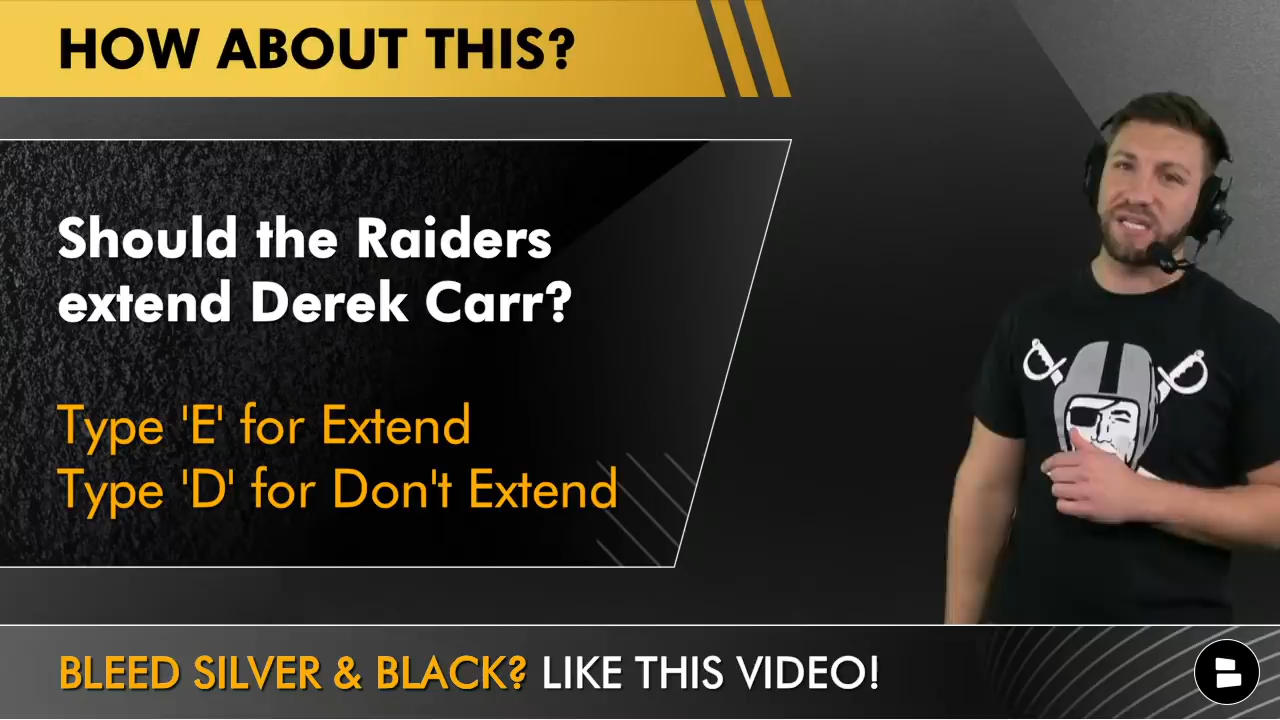 HOW ABOUT THIS?
Should the Raiders
extend Derek Carr?
Type 'E' for Extend
Type 'D' for Don't Extend
BLEED SILVER & BLACK? LIKE THIS VIDEO!